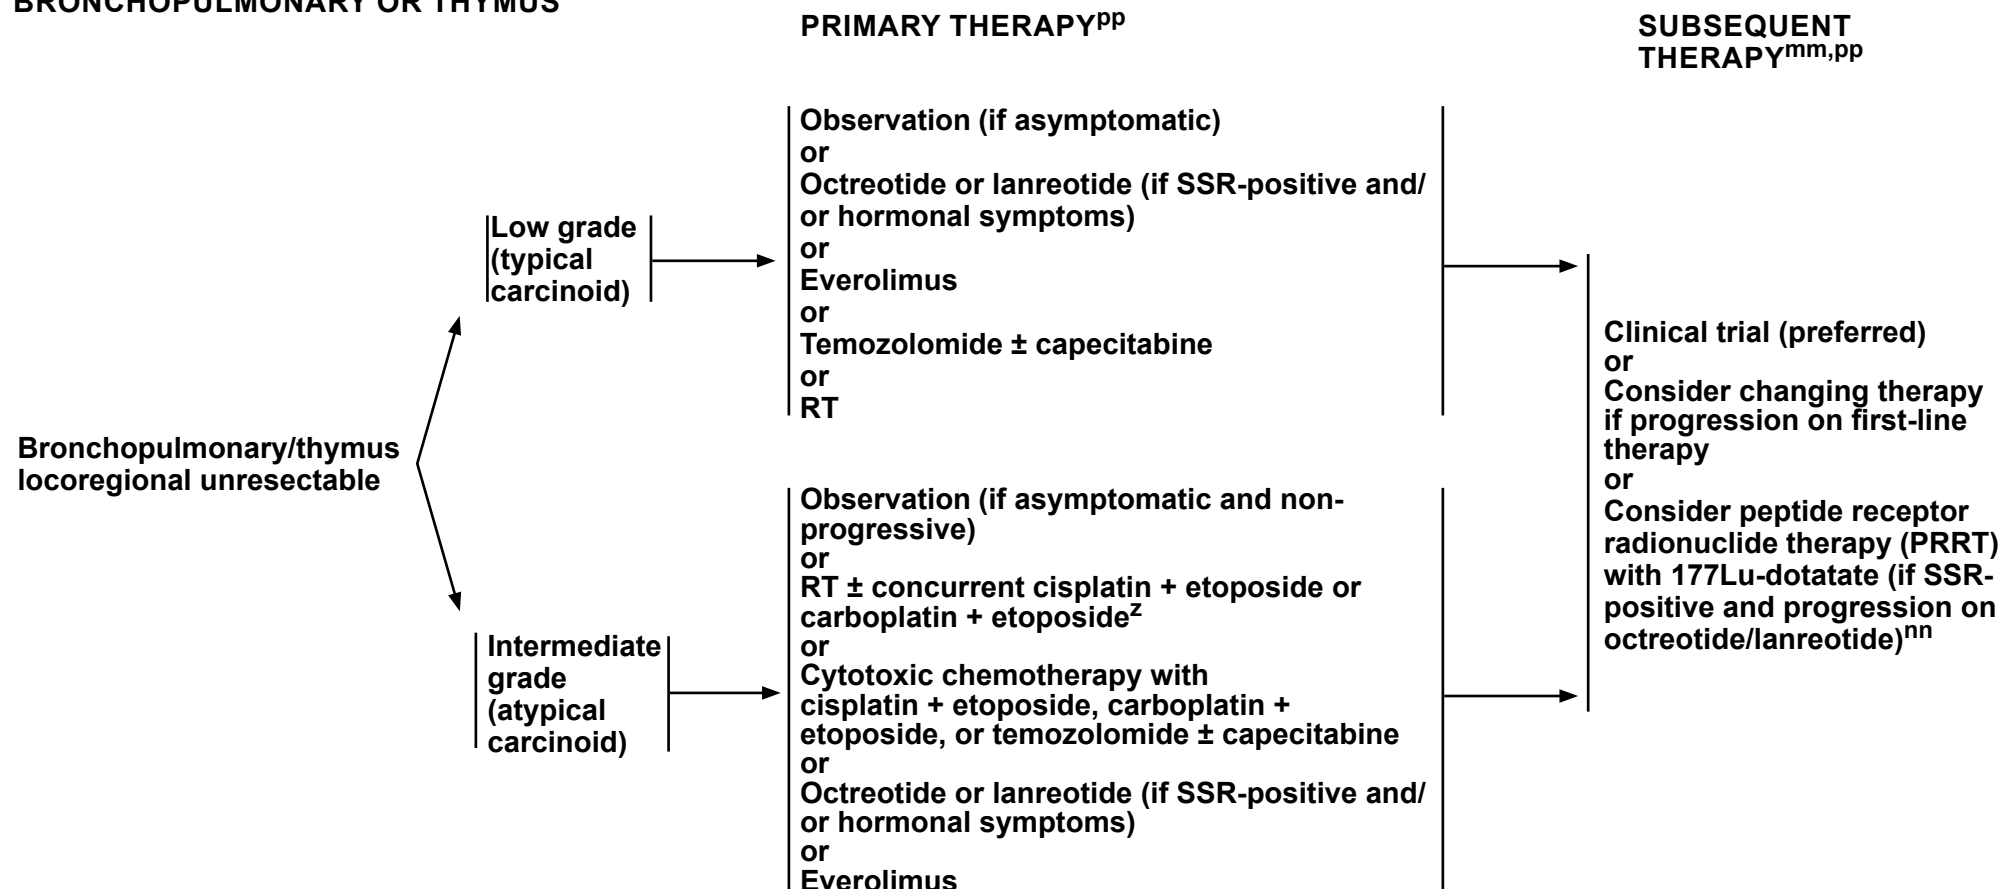 BRONCHOPULMONARY OR THYMUS
PRIMARY THERAPYpp
SUBSEQUENT
THERAPYmm,pp
Bronchopulmonary/thymus
locoregional unresectable
Low grade
(typical
carcinoid)
Observation (if asymptomatic)
or
Octreotide or lanreotide (if SSR-positive and/
or hormonal symptoms)
or
Everolimus
or
Temozolomide ± capecitabine
or
RT
Intermediate
grade
(atypical
carcinoid)
Observation (if asymptomatic and non-
progressive)
or
RT ± concurrent cisplatin + etoposide or
carboplatin + etoposidez
or
Cytotoxic chemotherapy with
cisplatin + etoposide, carboplatin +
etoposide, or temozolomide ± capecitabine
or
Octreotide or lanreotide (if SSR-positive and/
or hormonal symptoms)
or
Everolimus
Clinical trial (preferred)
or
Consider changing therapy
if progression on first-line
therapy
or
Consider peptide receptor
radionuclide therapy (PRRT)
with 177Lu-dotatate (if SSR-
positive and progression on
octreotide/lanreotide)nn